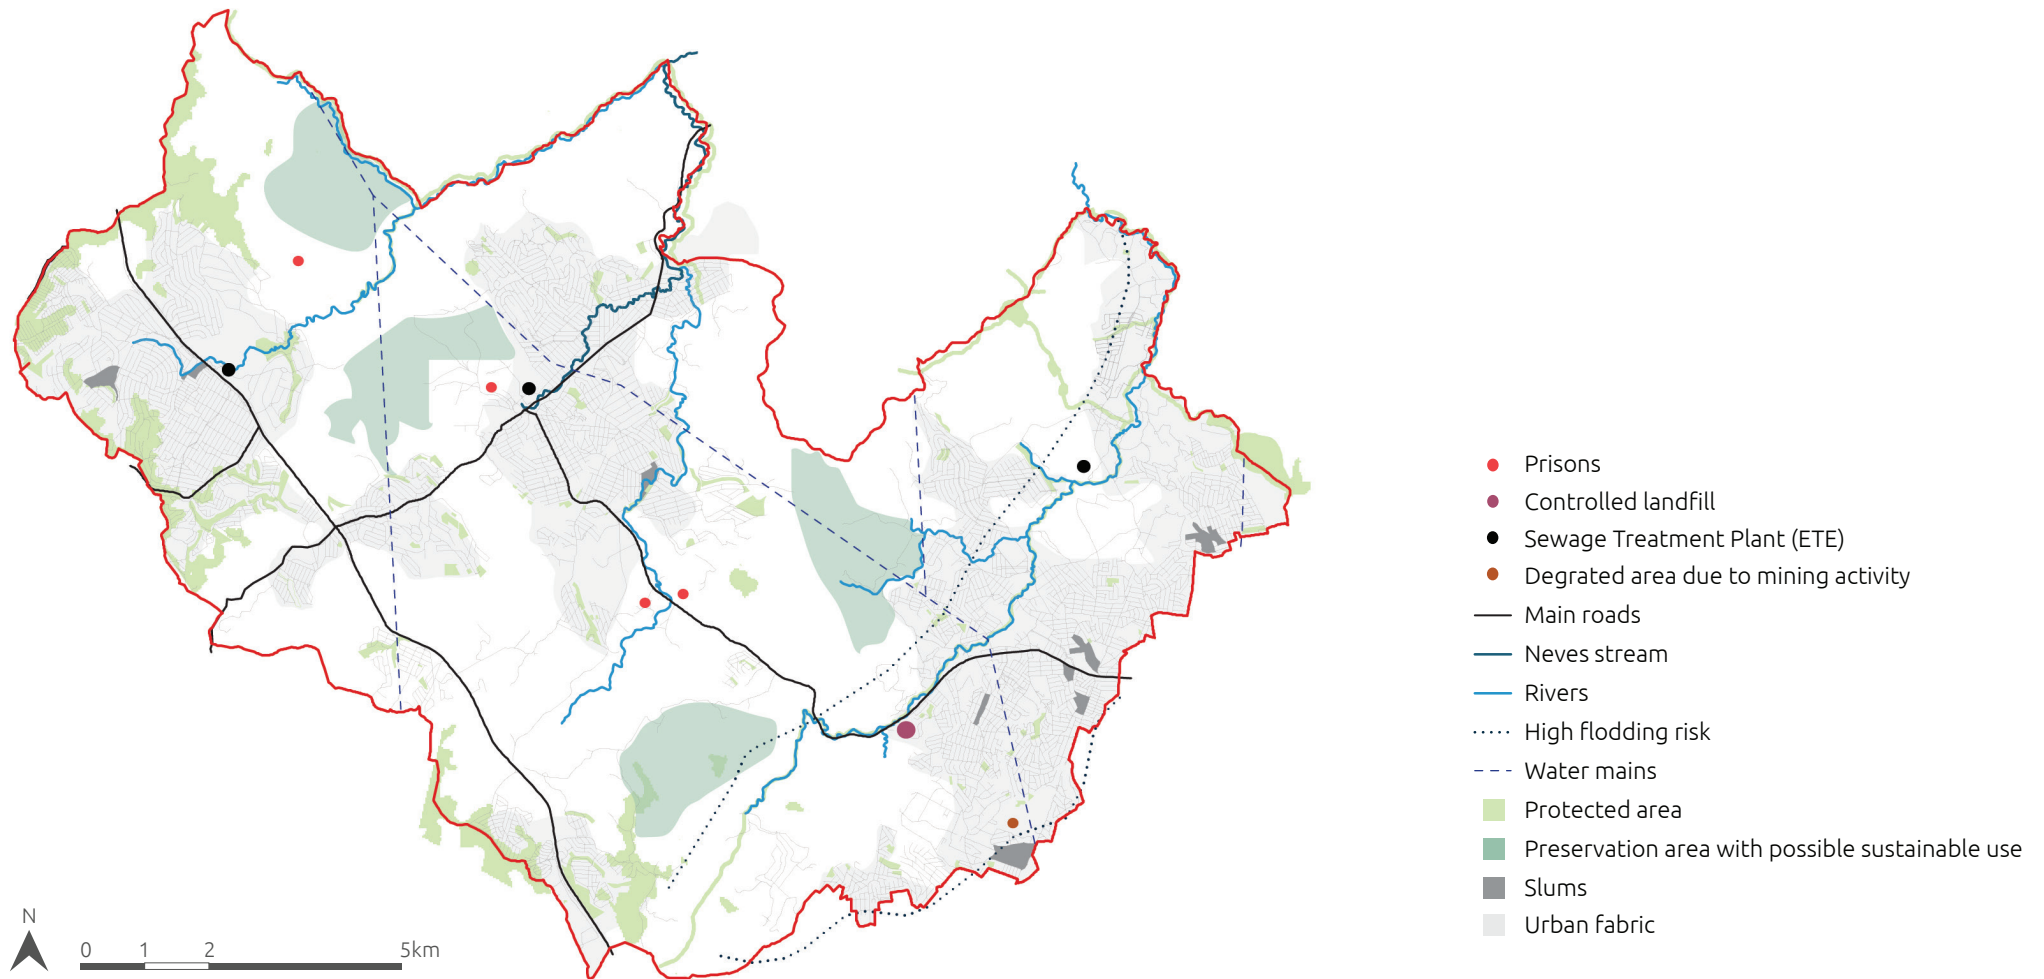 Prisons
Controlled landfill
Sewage Treatment Plant (ETE)
Degrated area due to mining activity
Main roads
Neves stream
Rivers
High flooding risk
Water mains
Protected area
Preservation area with possible sustainable use
Slums
Urban fabric
N
0 1 2 5km